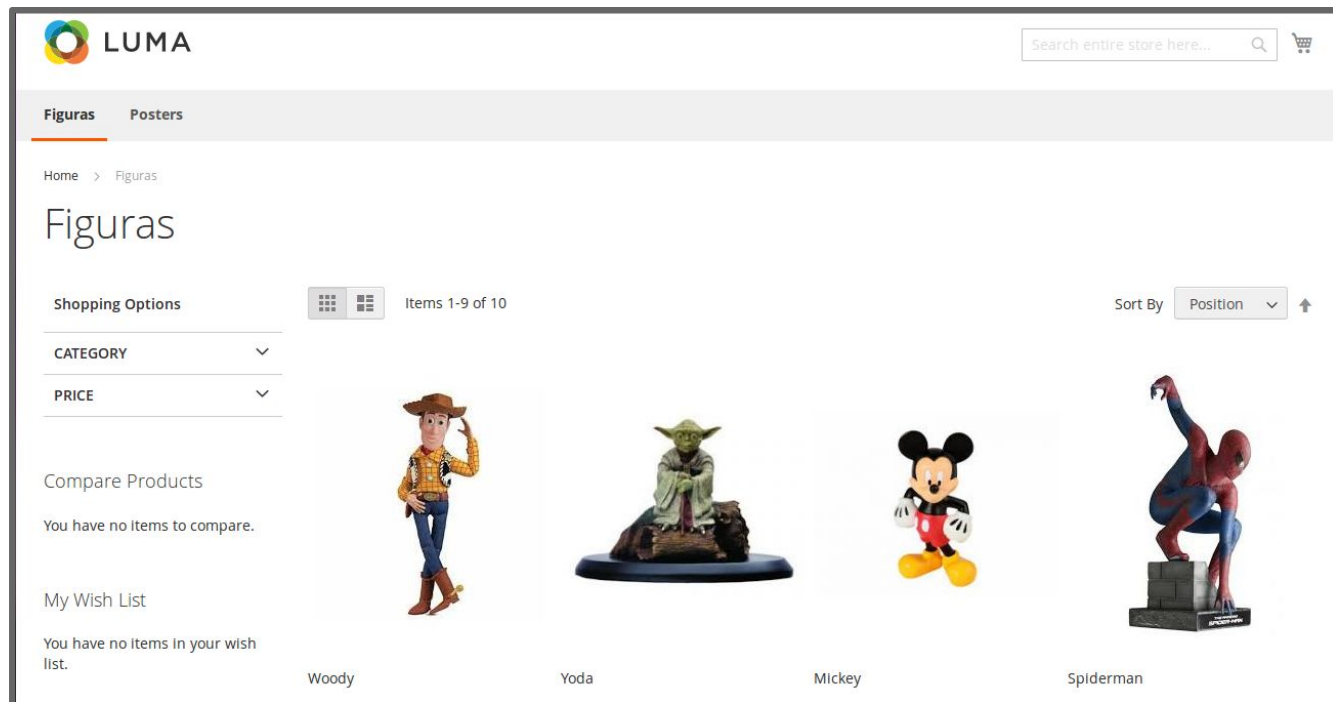 LUMA
Search entire store here...
Figuras Posters
Home > Figuras
Figuras
Shopping Options
Items 1-9 of 10
Sort By Position
CATEGORY
PRICE
Compare Products
You have no items to compare.
My Wish List
You have no items in your wish
list.
Woody Yoda Mickey Spiderman